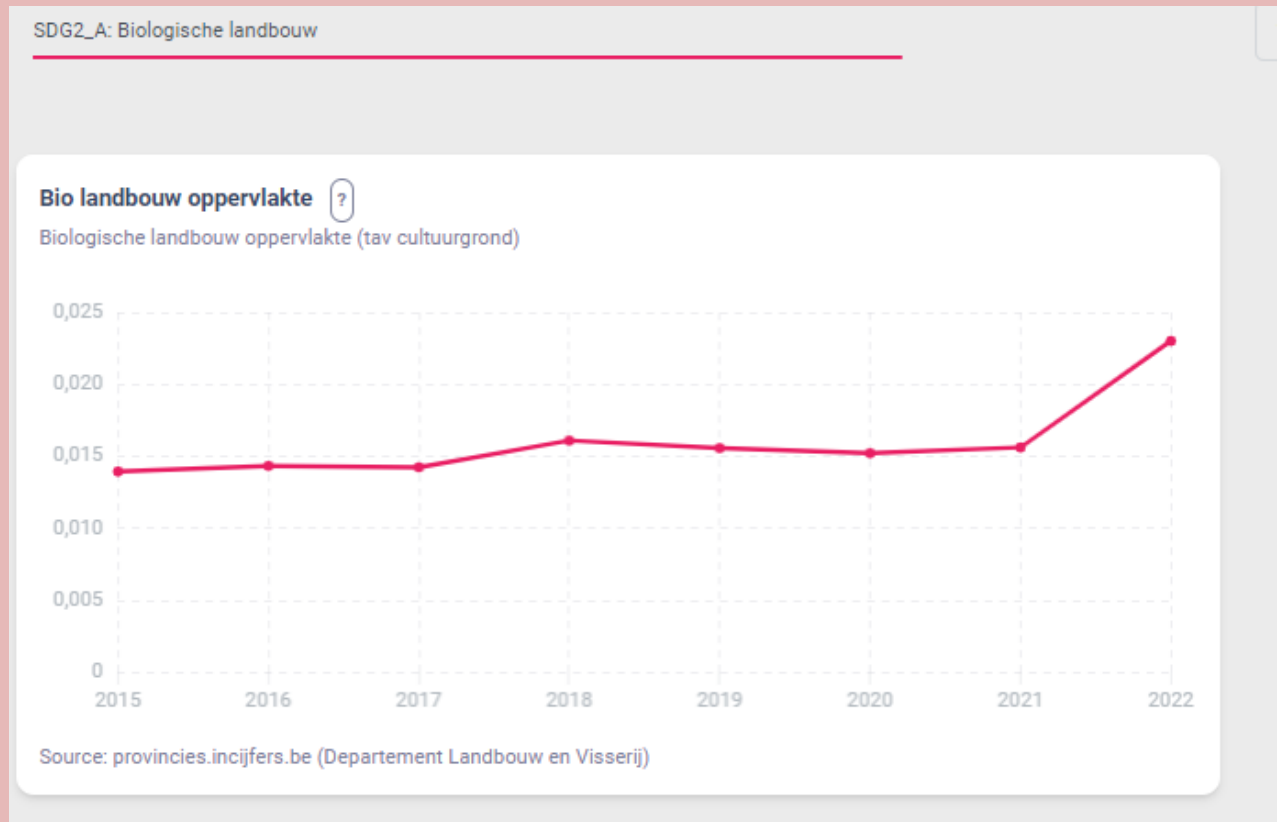 SDG2_A: Biologische landbouw
Bio landbouw oppervlakte ?
Biologische landbouw oppervlakte (tav cultuurgrond)
0,025
0,020
0,015
0,010
0,005
0
2015 2016 2017 2018 2019 2020 2021 2022
Source: provincies.incijfers.be (Departement Landbouw en Visserij)